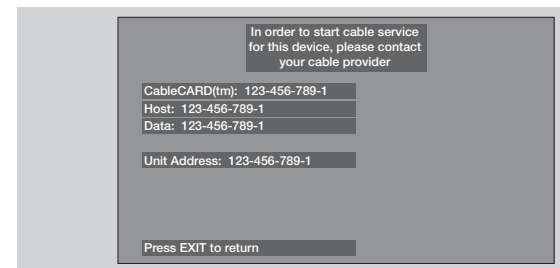 In order to start cable service
for this device, please contact
your cable provider
CableCARD(tm): 123-456-789-1
Host: 123-456-789-1
Data: 123-456-789-1
Unit Address: 123-456-789-1
Press EXIT to return